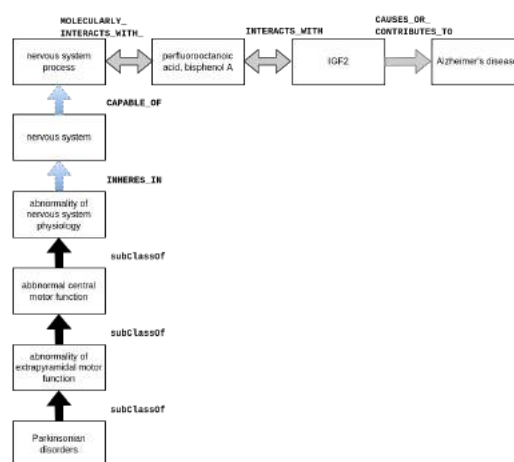 MOLECULARLY_
INTERACTS_WITH_
INTERACTS_WITH
CAUSES_OR_
CONTRIBUTES_TO
nervous system
process
perfluorooctanoic
acid, bisphenol A
IGF2
Alzheimer's disease
CAPABLE_OF
nervous system
INHERES_IN
abnormality of
nervous system
physiology
subClassOf
abbnormal central
motor function
subClassOf
abnormality of
extrapyramidal motor
function
subClassOf
Parkinsonian
disorders